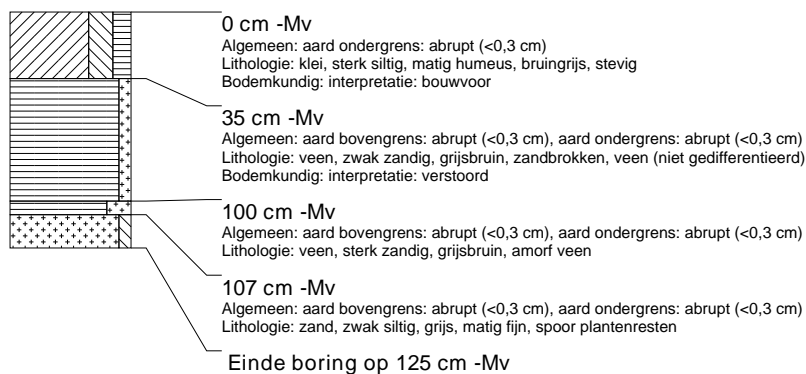 0 cm -Mv
Algemeen: aard ondergrens: abrupt (<0,3 cm)
Lithologie: klei, sterk siltig, matig humeus, bruingrijs, stevig
Bodemkundig: interpretatie: bouwvoor
35 cm -Mv
Algemeen: aard bovengrens: abrupt (<0,3 cm), aard ondergrens: abrupt (<0,3 cm)
Lithologie: veen, zwak zandig, grijsbruin, zandbrokken, veen (niet gedifferentieerd)
Bodemkundig: interpretatie: verstoord
100 cm -Mv
Algemeen: aard bovengrens: abrupt (<0,3 cm), aard ondergrens: abrupt (<0,3 cm)
Lithologie: veen, sterk zandig, grijsbruin, amorf veen
107 cm -Mv
Algemeen: aard bovengrens: abrupt (<0,3 cm), aard ondergrens: abrupt (<0,3 cm)
Lithologie: zand, zwak siltig, grijs, matig fijn, spoor plantenresten
Einde boring op 125 cm -Mv